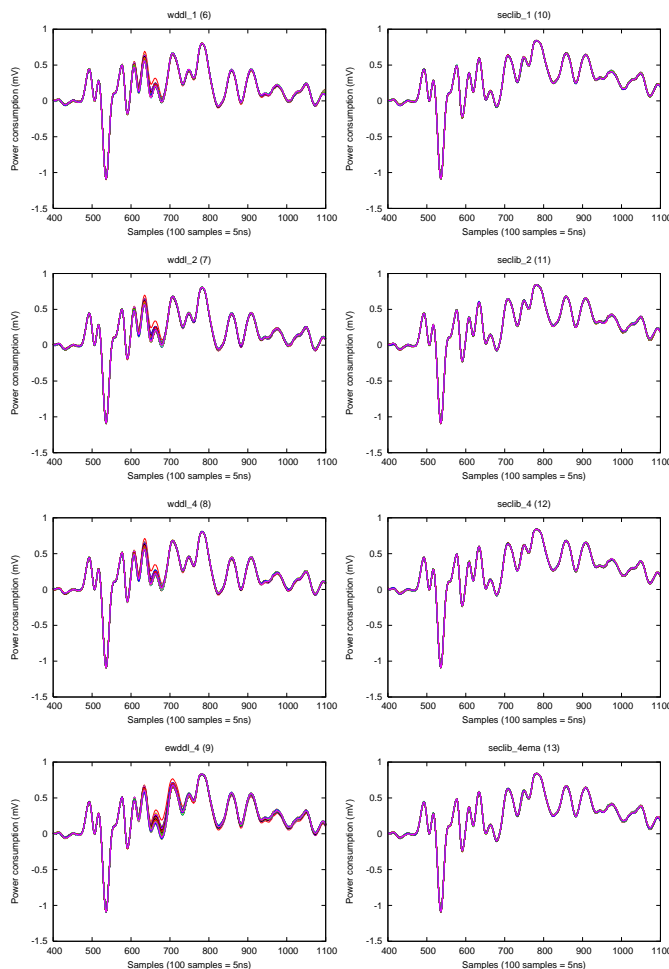 wddl_1 (6)
Power consumption (mV)
1
0.5
0
-0.5
-1
-1.5
400 500 600 700 800 900 1000 1100
Samples (100 samples = 5ns)
seclib_1 (10)
Power consumption (mV)
1
0.5
0
-0.5
-1
-1.5
400 500 600 700 800 900 1000 1100
Samples (100 samples = 5ns)
wddl_2 (7)
Power consumption (mV)
1
0.5
0
-0.5
-1
-1.5
400 500 600 700 800 900 1000 1100
Samples (100 samples = 5ns)
seclib_2 (11)
Power consumption (mV)
1
0.5
0
-0.5
-1
-1.5
400 500 600 700 800 900 1000 1100
Samples (100 samples = 5ns)
wddl_4 (8)
Power consumption (mV)
1
0.5
0
-0.5
-1
-1.5
400 500 600 700 800 900 1000 1100
Samples (100 samples = 5ns)
seclib_4 (12)
Power consumption (mV)
1
0.5
0
-0.5
-1
-1.5
400 500 600 700 800 900 1000 1100
Samples (100 samples = 5ns)
ewddl_4 (9)
Power consumption (mV)
1
0.5
0
-0.5
-1
-1.5
400 500 600 700 800 900 1000 1100
Samples (100 samples = 5ns)
seclib_4ema (13)
Power consumption (mV)
1
0.5
0
-0.5
-1
-1.5
400 500 600 700 800 900 1000 1100
Samples (100 samples = 5ns)